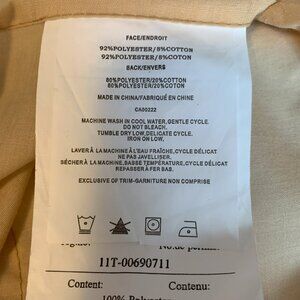 FACE/ENDROIT
92%POLYESTER/8%COTTON
92%POLYESTER/8%COTON
BACK/ENVERS
80%POLYESTER/20%COTTON
80%POLYESTER/20%COTON
MADE IN CHINA/FABRIQUÉ EN CHINE
CA80222
MACHINE WASH IN COOL WATER,GENTLE CYCLE.
DO NOT BLEACH.
TUMBLE DRY LOW,DELICATE CYCLE.
IRON ON LOW.
LAVER À LA MACHINE À L'EAU FRAÎCHE,CYCLE DÉLICAT
NE PAS JAVELLISER.
SÉCHER À LA MACHINE,BASSE TEMPÉRATURE,CYCLE DÉLICAT
REPASSER À FER BAS.
EXCLUSIVE OF TRIM-GARNITURE NON COMPRISE
11T-00690711
Content: Contenu:
100% Polyester